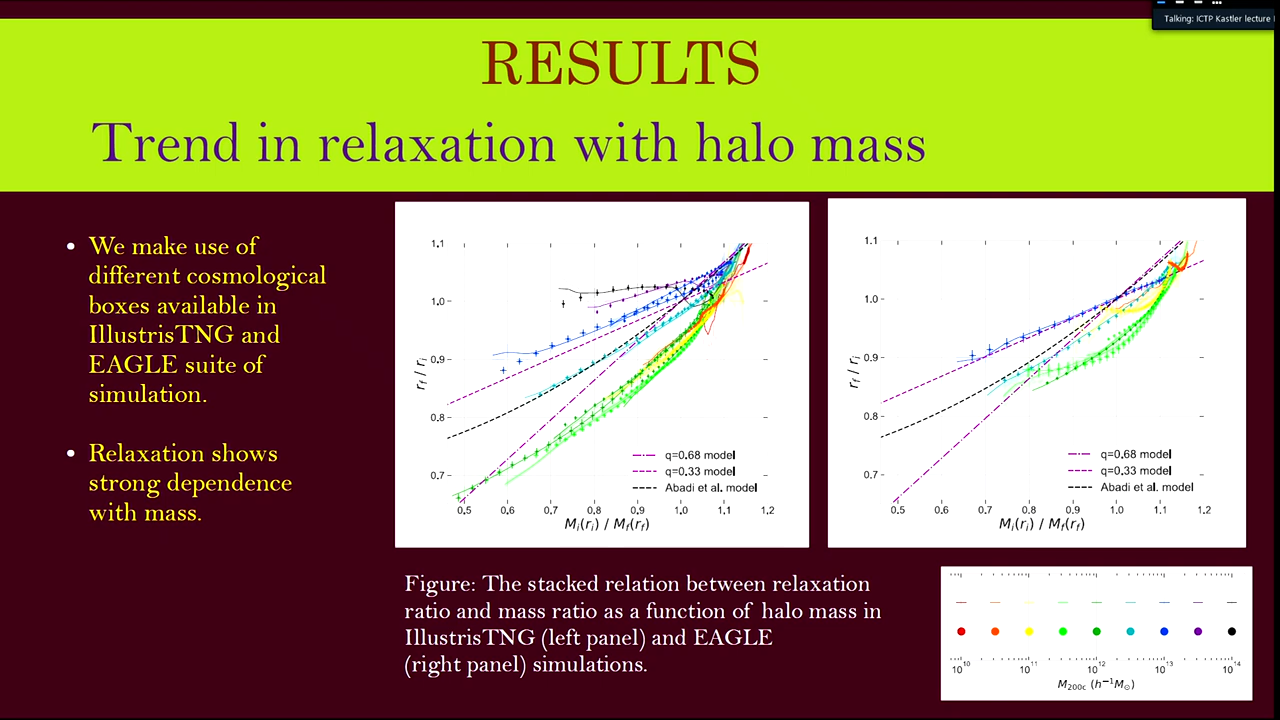 Talking: ICTP Kastler lecture
RESULTS
Trend in relaxation with halo mass
• We make use of
different cosmological
boxes available in
IllustrisTNG and
EAGLE suite of
simulation.
• Relaxation shows
strong dependence
with mass.
1.1
1.0
0.9
0.8
0.7
r_f / r_i
0.5 0.6 0.7 0.8 0.9 1.0 1.1 1.2
M_i(r_i) / M_f(r_f)
q=0.68 model
q=0.33 model
Abadi et al. model
1.1
1.0
0.9
0.8
0.7
r_f / r_i
0.5 0.6 0.7 0.8 0.9 1.0 1.1 1.2
M_i(r_i) / M_f(r_f)
q=0.68 model
q=0.33 model
Abadi et al. model
Figure: The stacked relation between relaxation
ratio and mass ratio as a function of halo mass in
IllustrisTNG (left panel) and EAGLE
(right panel) simulations.
10^10 10^11 10^12 10^13 10^14
M_200c (h^−1 M_⊙)